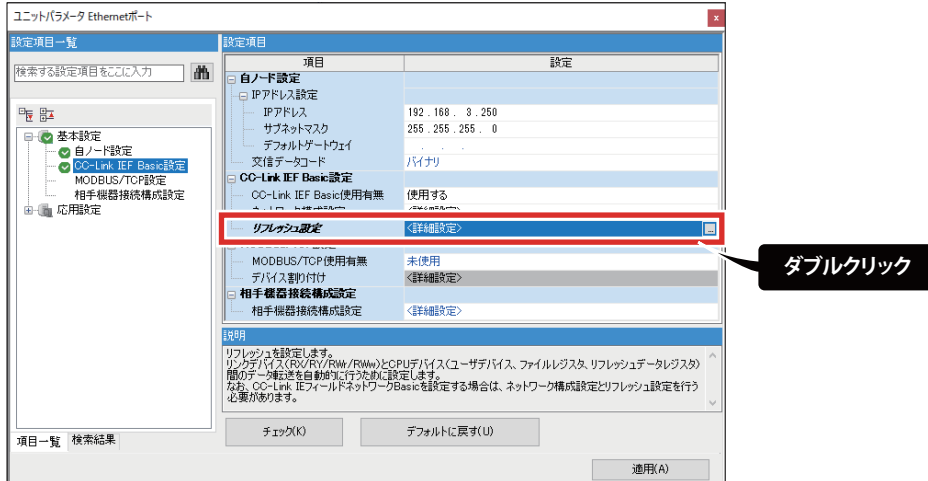 ユニットパラメータ Ethernetポート
設定項目一覧
検索する設定項目をここに入力
基本設定
自ノード設定
CC-Link IEF Basic設定
MODBUS/TCP設定
相手機器接続構成設定
応用設定
項目一覧 検索結果
設定項目
項目 設定
自ノード設定
IPアドレス設定
IPアドレス 192 . 168 . 3 . 250
サブネットマスク 255 . 255 . 255 . 0
デフォルトゲートウェイ . . .
交信データコード バイナリ
CC-Link IEF Basic設定
CC-Link IEF Basic使用有無 使用する
リフレッシュ設定 <詳細設定>
MODBUS/TCP使用有無 未使用
デバイス割り付け <詳細設定>
相手機器接続構成設定
相手機器接続構成設定 <詳細設定>
ダブルクリック
説明
リフレッシュを設定します。
リンクデバイス(RX/RY/RWr/RWw)とCPUデバイス(ユーザデバイス、ファイルレジスタ、リフレッシュデータレジスタ)
間のデータ転送を自動的に行うために設定します。
なお、CC-Link IEフィールドネットワークBasicを設定する場合は、ネットワーク構成設定とリフレッシュ設定を行う
必要があります。
チェック(K) デフォルトに戻す(U)
適用(A)